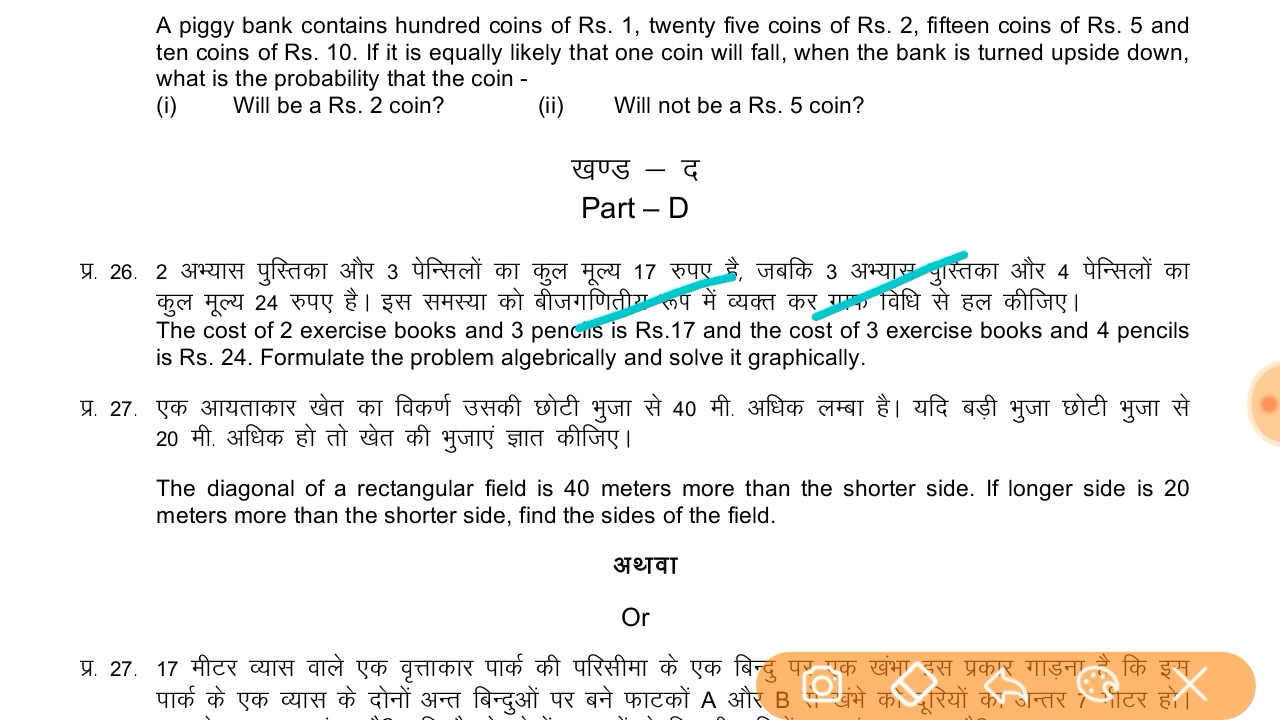 A piggy bank contains hundred coins of Rs. 1, twenty five coins of Rs. 2, fifteen coins of Rs. 5 and
ten coins of Rs. 10. If it is equally likely that one coin will fall, when the bank is turned upside down,
what is the probability that the coin -
(i) Will be a Rs. 2 coin? (ii) Will not be a Rs. 5 coin?
खण्ड – द
Part – D
प्र. 26. 2 अभ्यास पुस्तिका और 3 पेन्सिलों का कुल मूल्य 17 रुपए है, जबकि 3 अभ्यास पुस्तिका और 4 पेन्सिलों का
कुल मूल्य 24 रुपए है। इस समस्या को बीजगणितीय रूप में व्यक्त कर ग्राफ विधि से हल कीजिए।
The cost of 2 exercise books and 3 pencils is Rs.17 and the cost of 3 exercise books and 4 pencils
is Rs. 24. Formulate the problem algebrically and solve it graphically.
प्र. 27. एक आयताकार खेत का विकर्ण उसकी छोटी भुजा से 40 मी. अधिक लम्बा है। यदि बड़ी भुजा छोटी भुजा से
20 मी. अधिक हो तो खेत की भुजाएं ज्ञात कीजिए।
The diagonal of a rectangular field is 40 meters more than the shorter side. If longer side is 20
meters more than the shorter side, find the sides of the field.
अथवा
Or
प्र. 27. 17 मीटर व्यास वाले एक वृत्ताकार पार्क की परिसीमा के एक बिन्दु पर एक खंभा इस प्रकार गाड़ना है कि इस
पार्क के एक व्यास के दोनों अन्त बिन्दुओं पर बने फाटकों A और B से खंभे की दूरियों का अन्तर 7 मीटर हो।